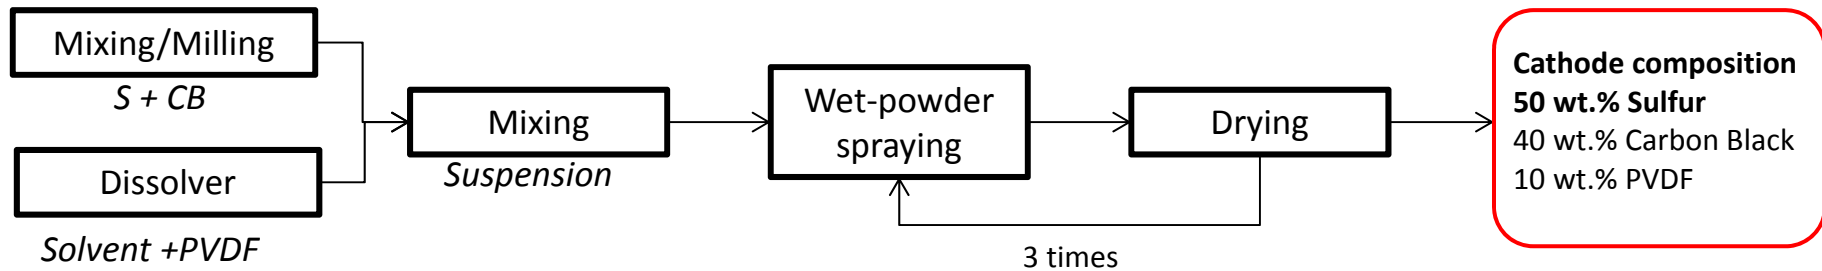 Mixing/Milling
S + CB
Dissolver
Solvent +PVDF
Mixing
Suspension
Wet-powder
spraying
Drying
3 times
Cathode composition
50 wt.% Sulfur
40 wt.% Carbon Black
10 wt.% PVDF